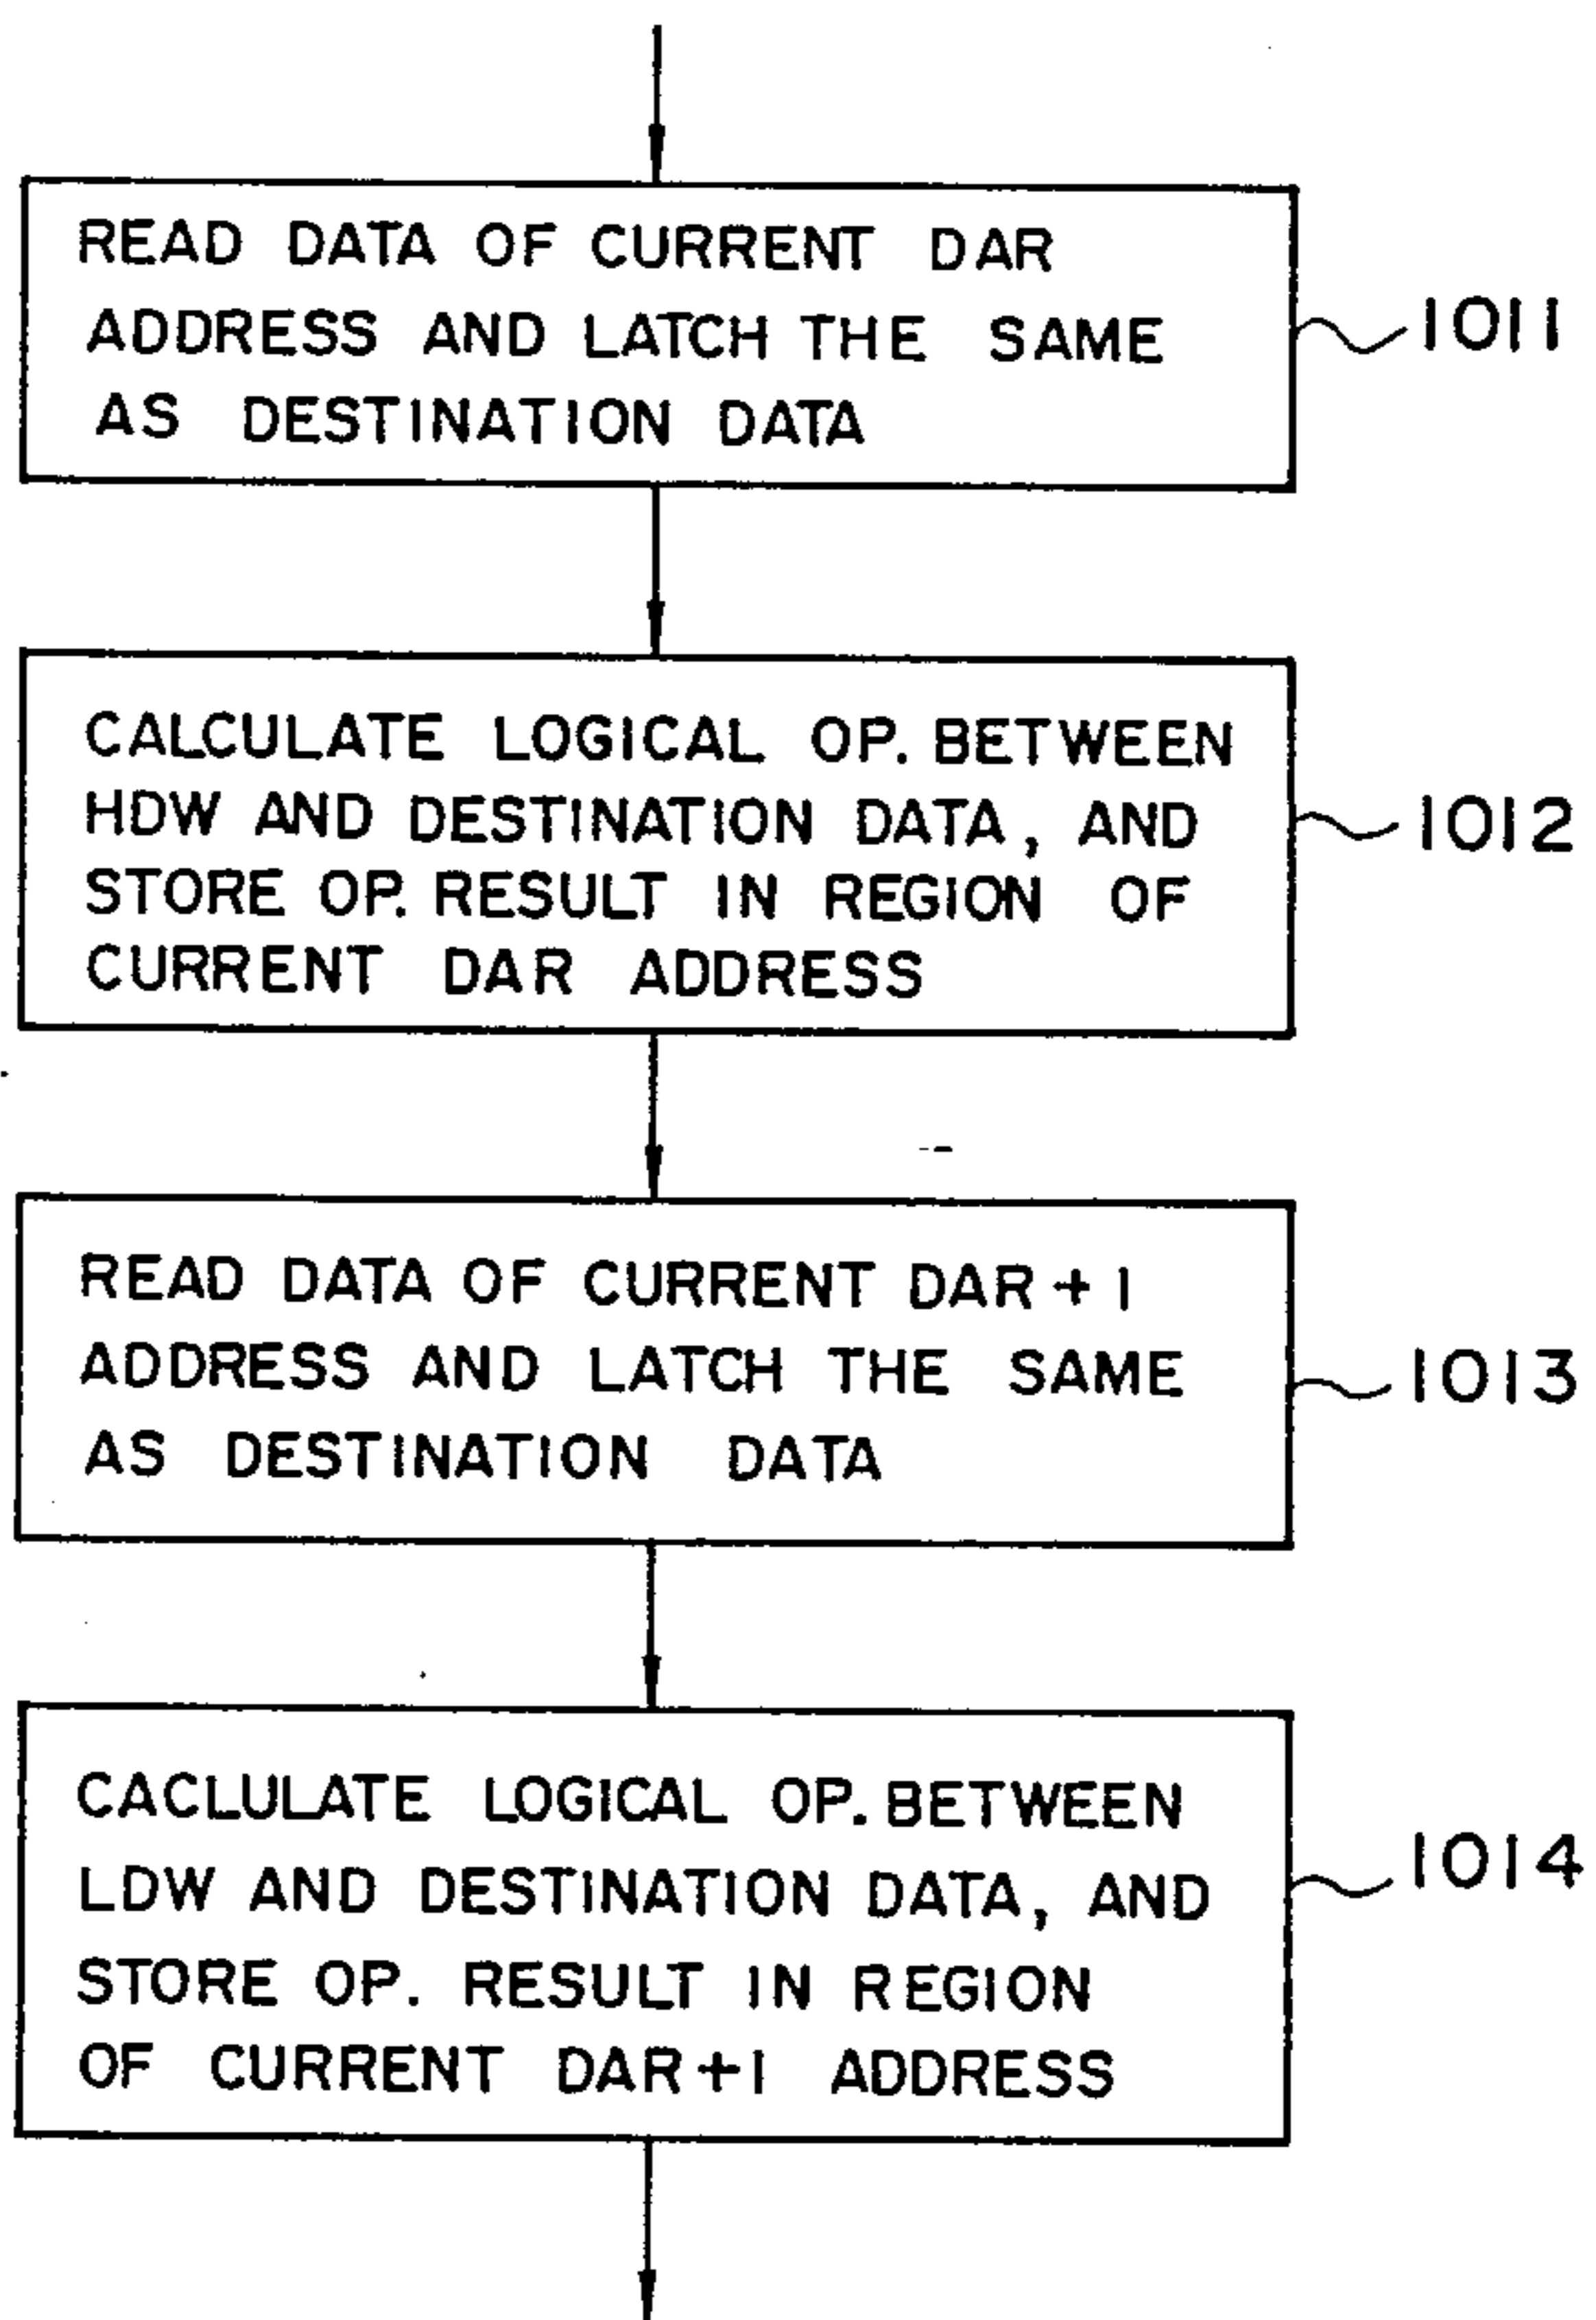 READ DATA OF CURRENT DAR
ADDRESS AND LATCH THE SAME
AS DESTINATION DATA
1011
CALCULATE LOGICAL OP. BETWEEN
HDW AND DESTINATION DATA, AND
STORE OP. RESULT IN REGION OF
CURRENT DAR ADDRESS
1012
READ DATA OF CURRENT DAR+1
ADDRESS AND LATCH THE SAME
AS DESTINATION DATA
1013
CACLULATE LOGICAL OP. BETWEEN
LDW AND DESTINATION DATA, AND
STORE OP. RESULT IN REGION
OF CURRENT DAR+1 ADDRESS
1014